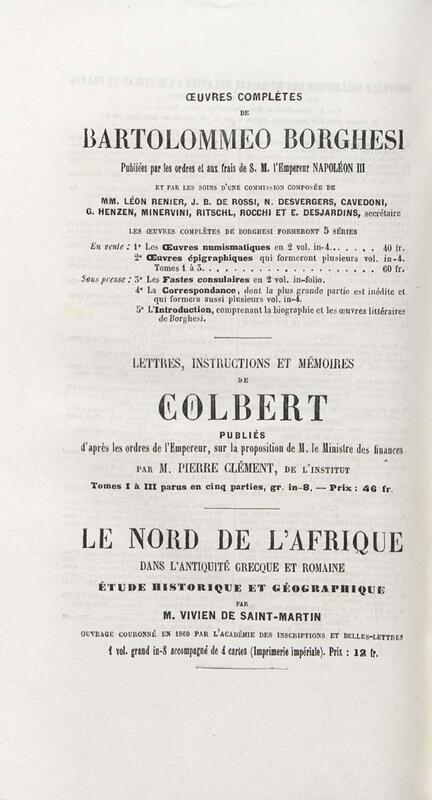 ŒUVRES COMPLÈTES
DE
BARTOLOMMEO BORGHESI
Publiées par les ordres et aux frais de S. M. l'Empereur NAPOLÉON III
ET PAR LES SOINS D'UNE COMMISSION COMPOSÉE DE
MM. LÉON RENIER, J. B. DE ROSSI, N. DESVERGERS, CAVEDONI,
G. HENZEN, MINERVINI, RITSCHL, ROCCHI ET E. DESJARDINS, secrétaire
LES ŒUVRES COMPLÈTES DE BORGHESI FORMERONT 5 SÉRIES
En vente : 1° Les Œuvres numismatiques en 2 vol. in-4...... 40 fr.
2° Œuvres épigraphiques qui formeront plusieurs vol. in-4.
Tomes 1 à 3. . . . . . . . . . . . . 60 fr.
Sous presse : 3° Les Fastes consulaires en 2 vol. in-folio.
4° La Correspondance, dont la plus grande partie est inédite et
qui formera aussi plusieurs vol. in-4.
5° L'Introduction, comprenant la biographie et les œuvres littéraires
de Borghesi.
LETTRES, INSTRUCTIONS ET MÉMOIRES
DE
COLBERT
PUBLIÉS
d'après les ordres de l'Empereur, sur la proposition de M. le Ministre des finances
PAR M. PIERRE CLÉMENT, DE L'INSTITUT
Tomes I à III parus en cinq parties, gr. in-8. — Prix : 46 fr.
LE NORD DE L'AFRIQUE
DANS L'ANTIQUITÉ GRECQUE ET ROMAINE
ÉTUDE HISTORIQUE ET GÉOGRAPHIQUE
PAR
M. VIVIEN DE SAINT-MARTIN
OUVRAGE COURONNÉ EN 1860 PAR L'ACADÉMIE DES INSCRIPTIONS ET BELLES-LETTRES
1 vol. grand in-8 accompagné de 4 cartes (Imprimerie impériale). Prix : 12 fr.